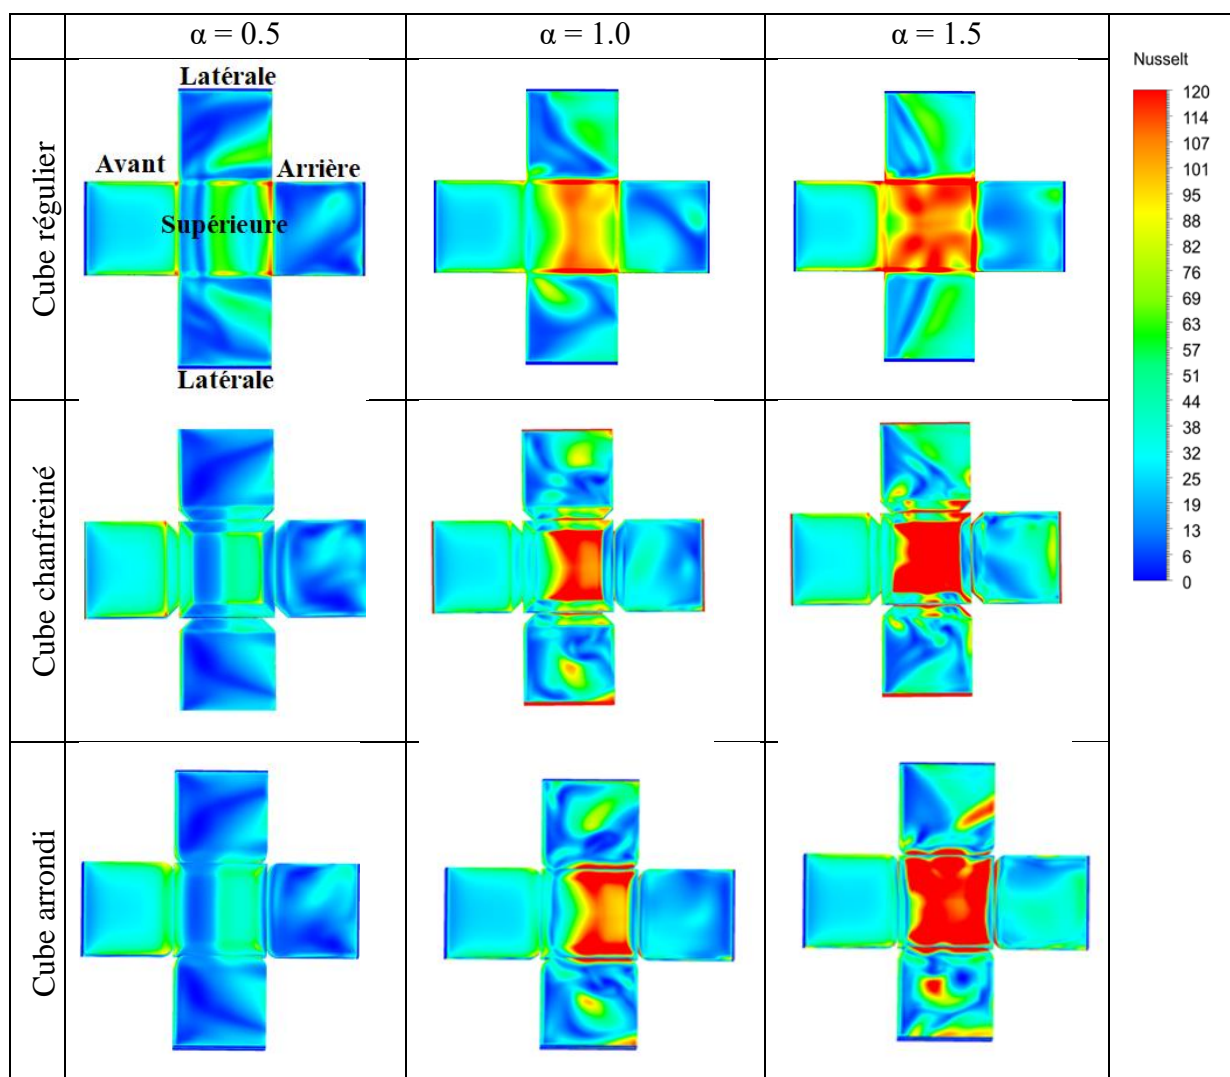 α = 0.5
α = 1.0
α = 1.5
Nusselt
120
114
107
101
95
88
82
76
69
63
57
51
44
38
32
25
19
13
6
0
Cube régulier
Latérale
Avant
Arrière
Supérieure
Latérale
Cube chanfreiné
Cube arrondi